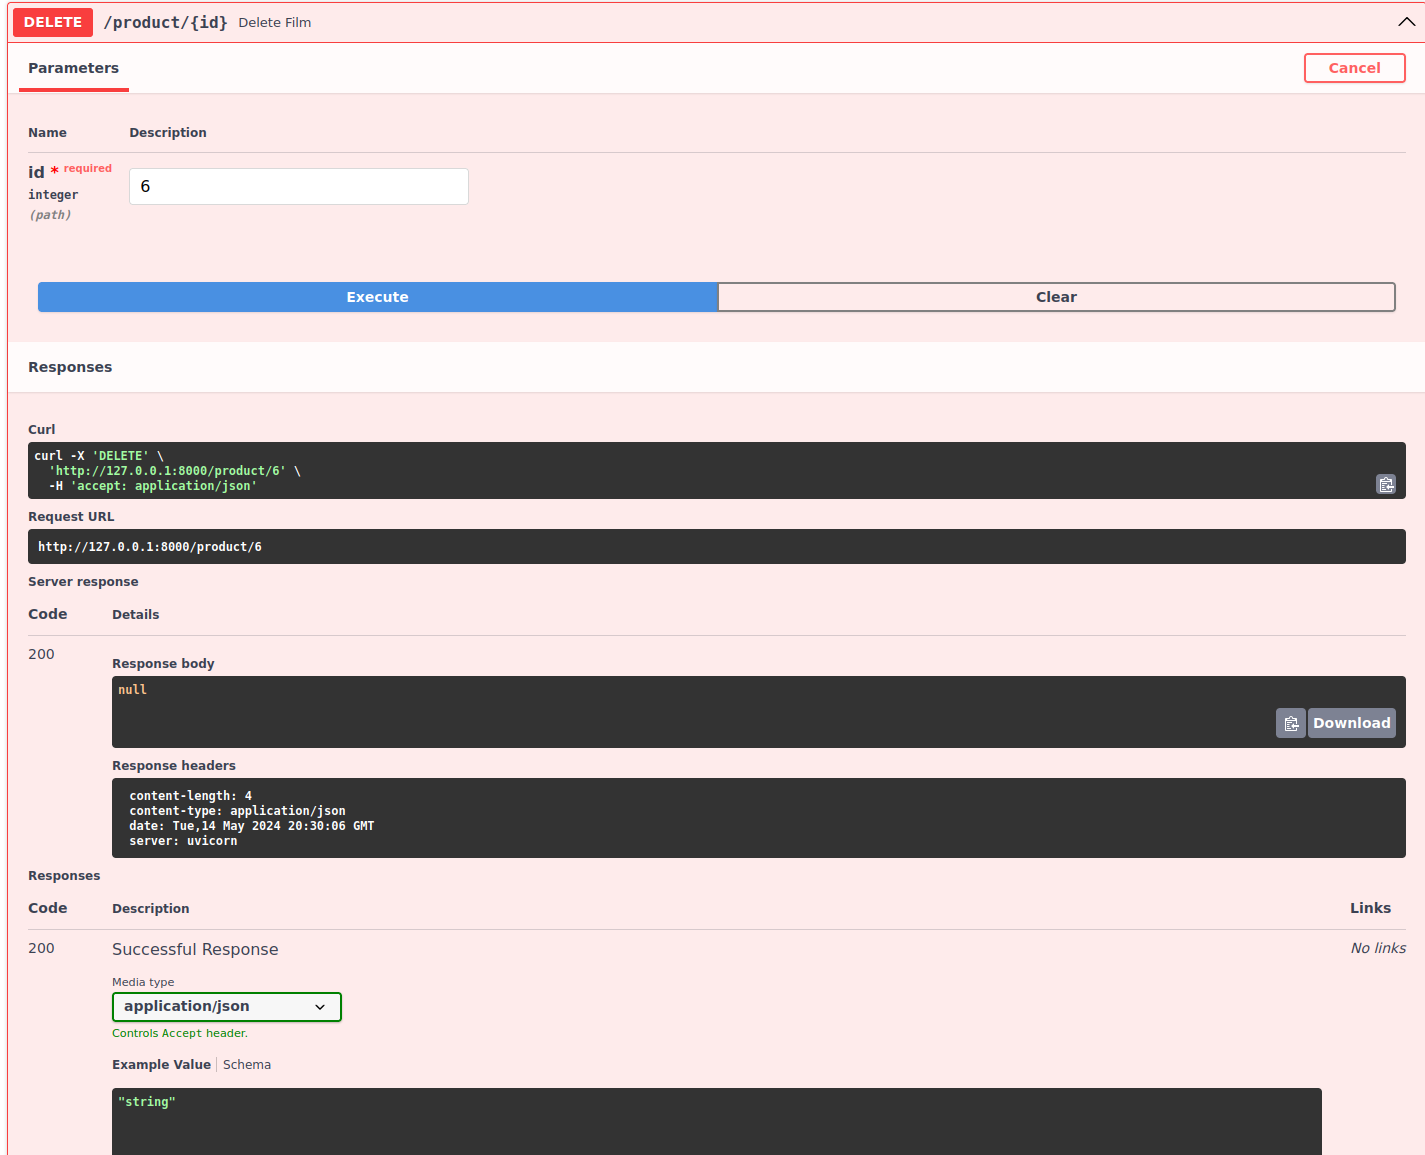 DELETE /product/{id} Delete Film
Parameters Cancel
Name Description
id * required 6
integer
(path)
Execute Clear
Responses
Curl
curl -X 'DELETE' \
'http://127.0.0.1:8000/product/6' \
-H 'accept: application/json'
Request URL
http://127.0.0.1:8000/product/6
Server response
Code Details
200
Response body
null
Download
Response headers
content-length: 4
content-type: application/json
date: Tue,14 May 2024 20:30:06 GMT
server: uvicorn
Responses
Code Description Links
200 Successful Response No links
Media type
application/json
Controls Accept header.
Example Value Schema
"string"